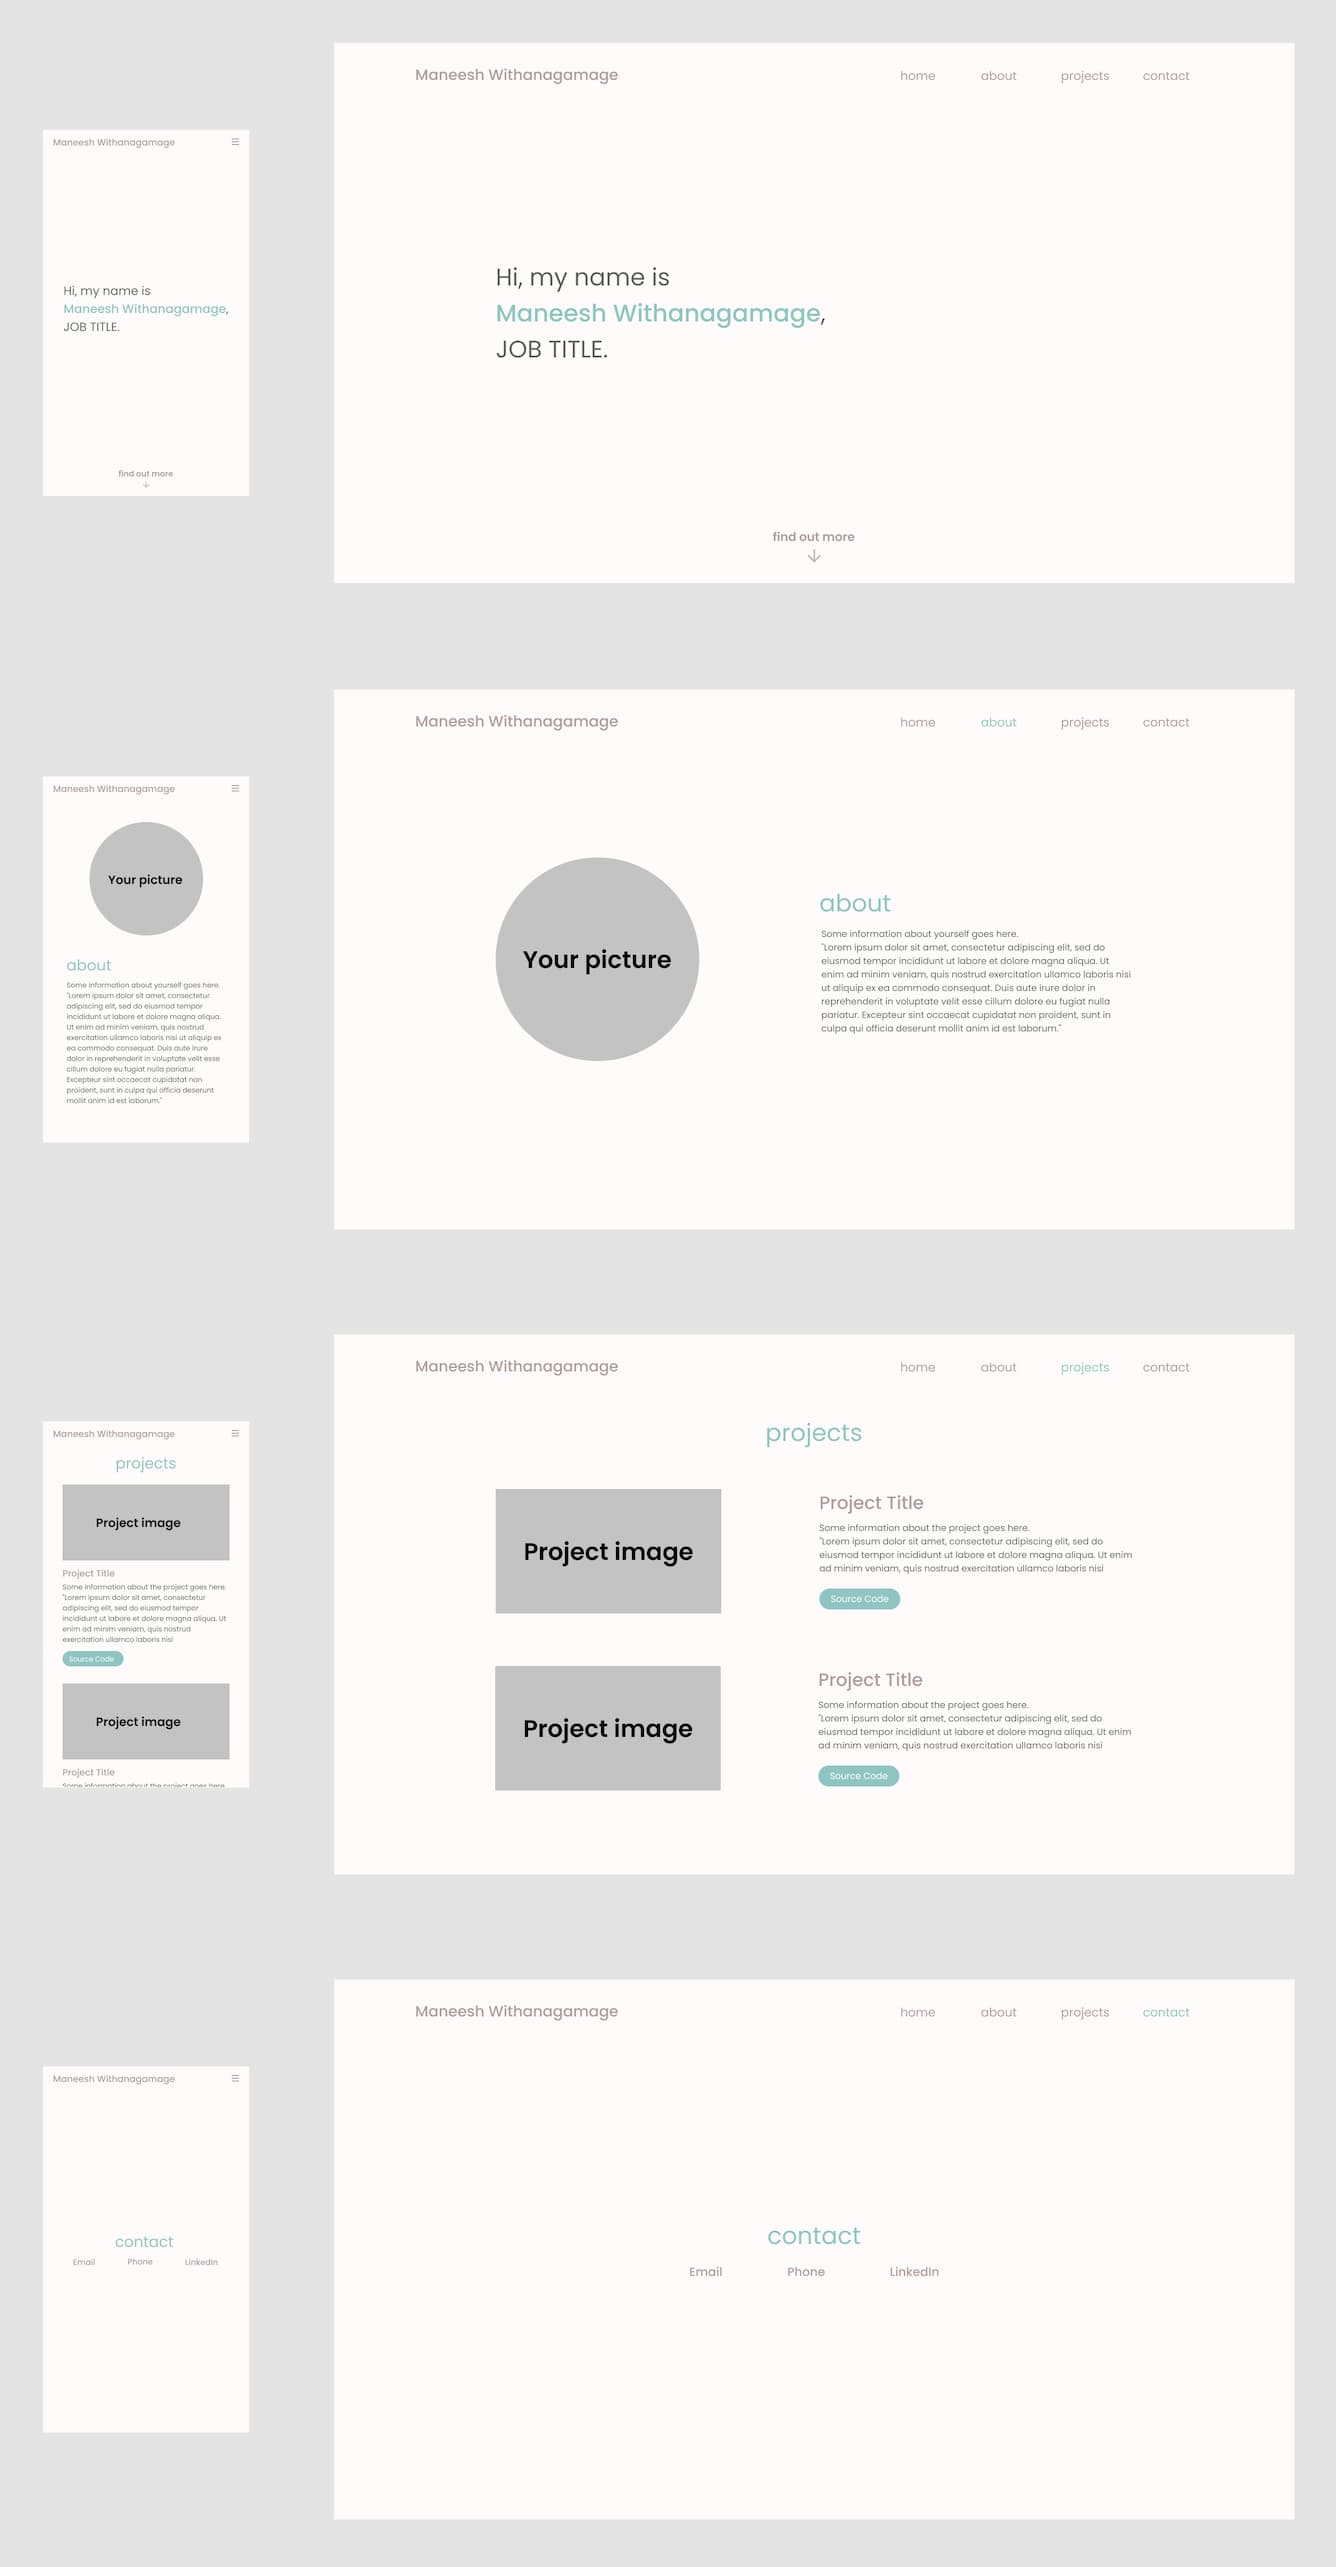 Maneesh Withanagamage
Hi, my name is
Maneesh Withanagamage,
JOB TITLE.
find out more
Maneesh Withanagamage
home about projects contact
Hi, my name is
Maneesh Withanagamage,
JOB TITLE.
find out more
Maneesh Withanagamage
Your picture
about
Some information about yourself goes here.
"Lorem ipsum dolor sit amet, consectetur
adipiscing elit, sed do eiusmod tempor
incididunt ut labore et dolore magna aliqua.
Ut enim ad minim veniam, quis nostrud
exercitation ullamco laboris nisi ut aliquip ex
ea commodo consequat. Duis aute irure
dolor in reprehenderit in voluptate velit esse
cillum dolore eu fugiat nulla pariatur.
Excepteur sint occaecat cupidatat non
proident, sunt in culpa qui officia deserunt
mollit anim id est laborum."
Maneesh Withanagamage
home about projects contact
Your picture
about
Some information about yourself goes here.
"Lorem ipsum dolor sit amet, consectetur adipiscing elit, sed do
eiusmod tempor incididunt ut labore et dolore magna aliqua. Ut
enim ad minim veniam, quis nostrud exercitation ullamco laboris nisi
ut aliquip ex ea commodo consequat. Duis aute irure dolor in
reprehenderit in voluptate velit esse cillum dolore eu fugiat nulla
pariatur. Excepteur sint occaecat cupidatat non proident, sunt in
culpa qui officia deserunt mollit anim id est laborum."
Maneesh Withanagamage
projects
Project image
Project Title
Some information about the project goes here.
"Lorem ipsum dolor sit amet, consectetur
adipiscing elit, sed do eiusmod tempor
incididunt ut labore et dolore magna aliqua. Ut
enim ad minim veniam, quis nostrud
exercitation ullamco laboris nisi
Source Code
Project image
Project Title
Some information about the project goes here.
Maneesh Withanagamage
home about projects contact
projects
Project image
Project Title
Some information about the project goes here.
"Lorem ipsum dolor sit amet, consectetur adipiscing elit, sed do
eiusmod tempor incididunt ut labore et dolore magna aliqua. Ut enim
ad minim veniam, quis nostrud exercitation ullamco laboris nisi
Source Code
Project image
Project Title
Some information about the project goes here.
"Lorem ipsum dolor sit amet, consectetur adipiscing elit, sed do
eiusmod tempor incididunt ut labore et dolore magna aliqua. Ut enim
ad minim veniam, quis nostrud exercitation ullamco laboris nisi
Source Code
Maneesh Withanagamage
contact
Email Phone LinkedIn
Maneesh Withanagamage
home about projects contact
contact
Email Phone LinkedIn